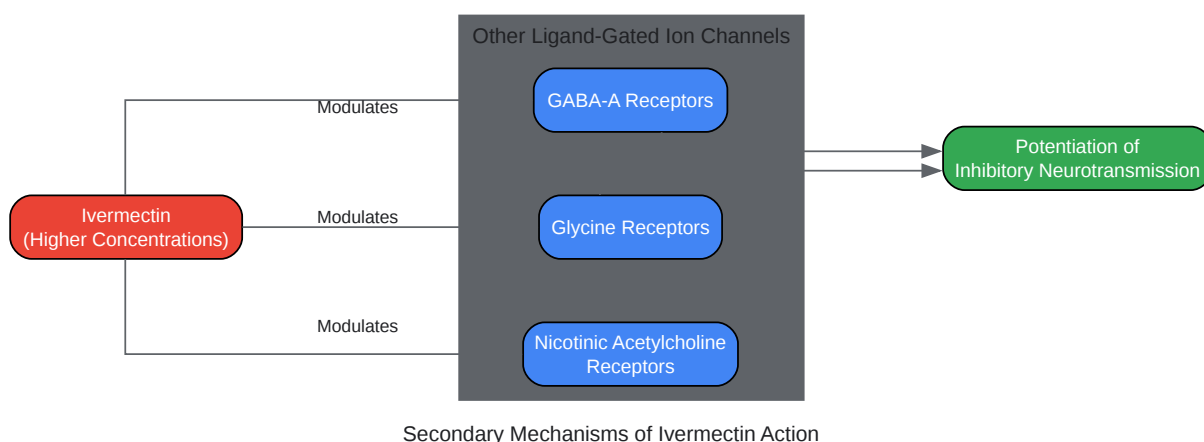 Other Ligand-Gated Ion Channels
GABA-A Receptors
Modulates
Potentiation of
Inhibitory Neurotransmission
Ivermectin
(Higher Concentrations)
Modulates
Glycine Receptors
Modulates
Nicotinic Acetylcholine
Receptors
Secondary Mechanisms of Ivermectin Action